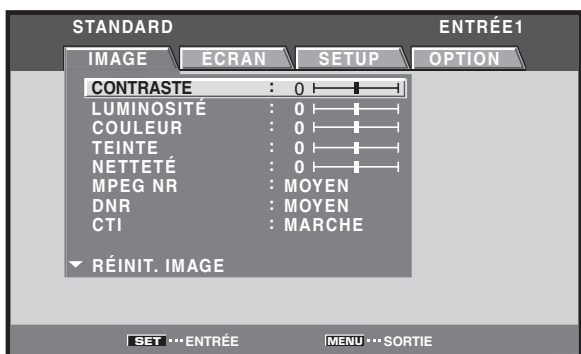 STANDARD ENTRÉE1
IMAGE ÉCRAN SETUP OPTION
CONTRASTE : 0
LUMINOSITÉ : 0
COULEUR : 0
TEINTE : 0
NETTETÉ : 0
MPEG NR : MOYEN
DNR : MOYEN
CTI : MARCHE
RÉINIT. IMAGE
SET ··· ENTRÉE MENU ··· SORTIE